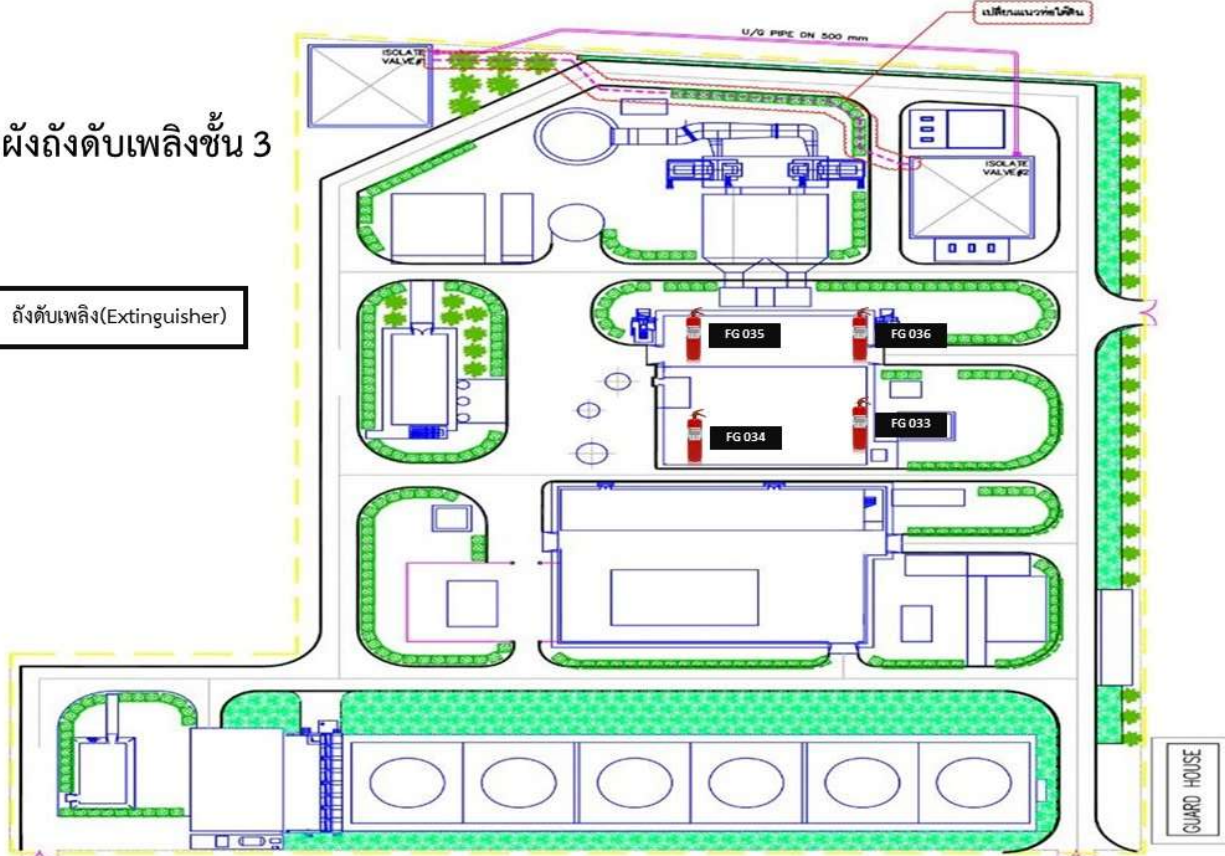 เปลี่ยนแนวท่อใต้ดิน
U/G PIPE DN 500 mm
ISOLATE
VALVE#1
ผังถังดับเพลิงชั้น 3
ISOLATE
VALVE#2
ถังดับเพลิง(Extinguisher)
FG 035
FG 036
FG 034
FG 033
GUARD HOUSE